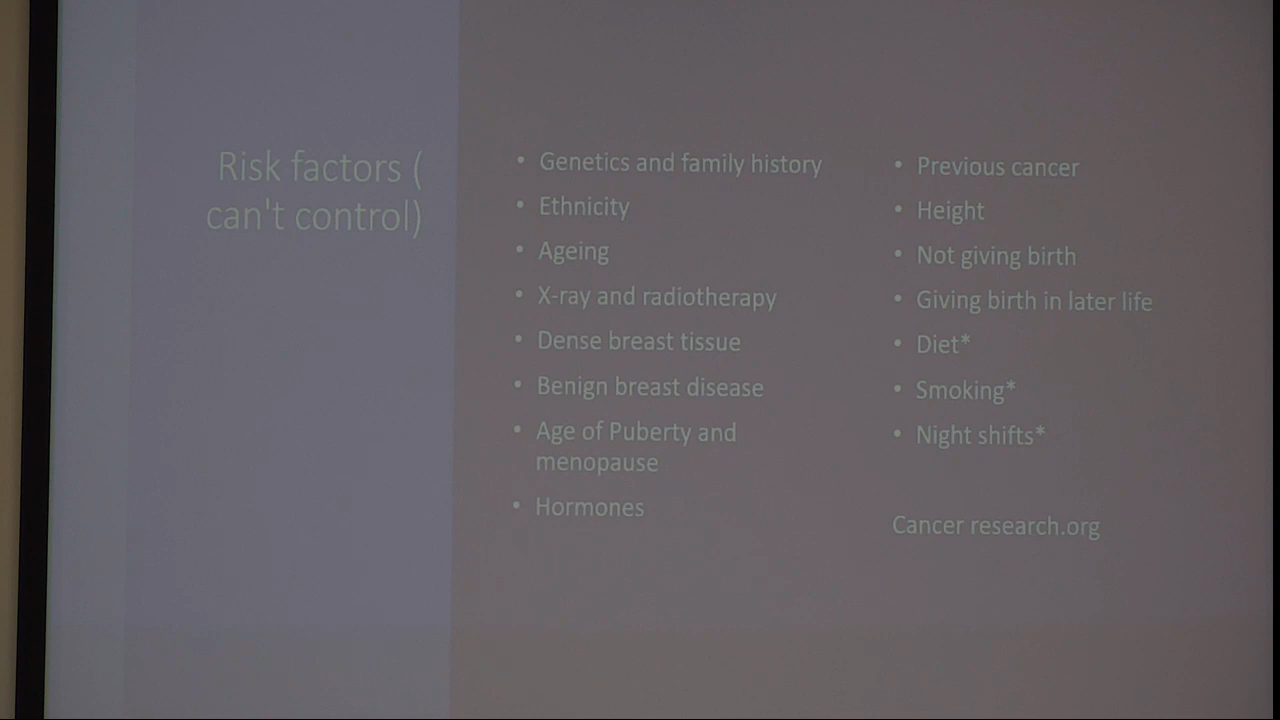 Risk factors (
can't control)
• Genetics and family history
• Ethnicity
• Ageing
• X-ray and radiotherapy
• Dense breast tissue
• Benign breast disease
• Age of Puberty and
menopause
• Hormones
• Previous cancer
• Height
• Not giving birth
• Giving birth in later life
• Diet*
• Smoking*
• Night shifts*
Cancer research.org